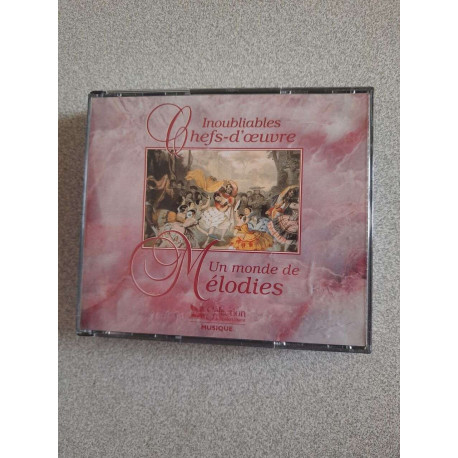 Inoubliables
Chefs-d'œuvre
Un monde de
Mélodies
MUSIQUE